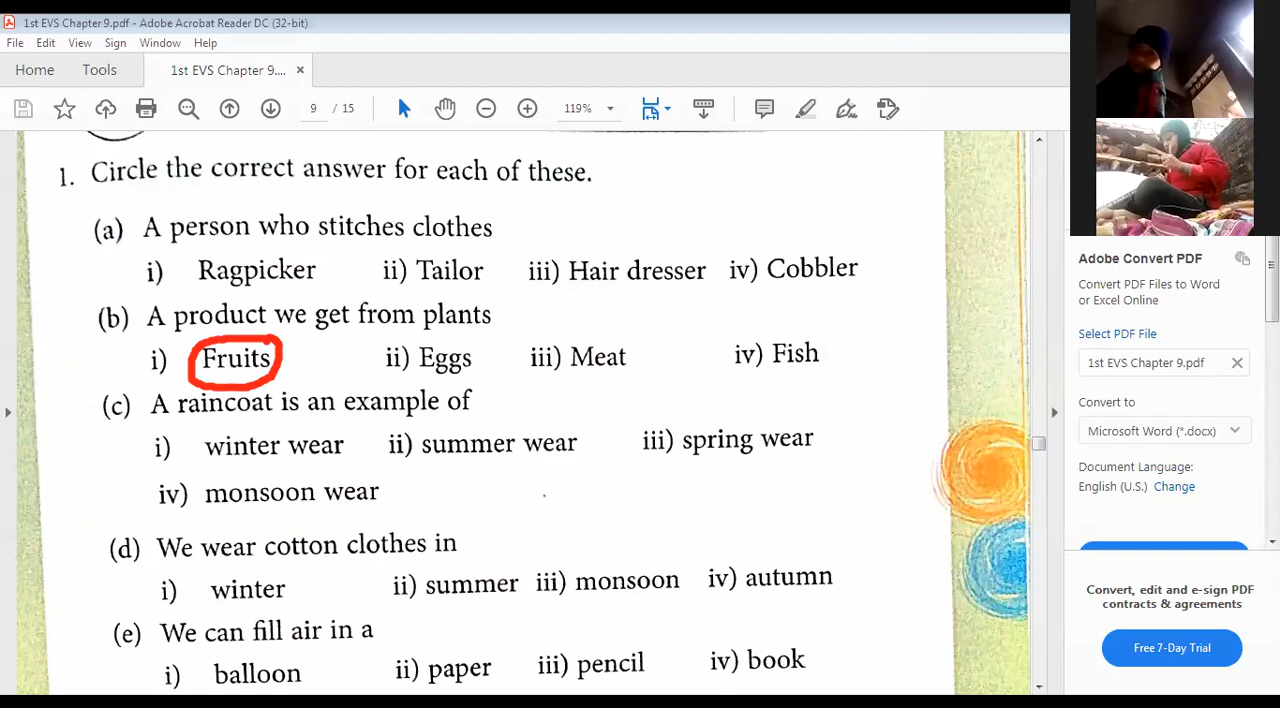 1st EVS Chapter 9.pdf - Adobe Acrobat Reader DC (32-bit)
File Edit View Sign Window Help
Home Tools 1st EVS Chapter 9.... ×
9 / 15 119%
1. Circle the correct answer for each of these.
(a) A person who stitches clothes
i) Ragpicker ii) Tailor iii) Hair dresser iv) Cobbler
(b) A product we get from plants
i) Fruits ii) Eggs iii) Meat iv) Fish
(c) A raincoat is an example of
i) winter wear ii) summer wear iii) spring wear
iv) monsoon wear
(d) We wear cotton clothes in
i) winter ii) summer iii) monsoon iv) autumn
(e) We can fill air in a
i) balloon ii) paper iii) pencil iv) book
Adobe Convert PDF
Convert PDF Files to Word
or Excel Online
Select PDF File
1st EVS Chapter 9.pdf
Convert to
Microsoft Word (*.docx)
Document Language:
English (U.S.) Change
Convert, edit and e-sign PDF
contracts & agreements
Free 7-Day Trial